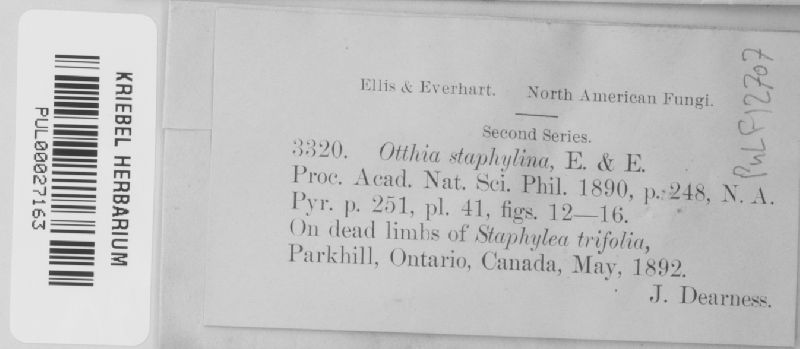 KRIEBEL HERBARIUM
PUL00027163
Ellis & Everhart. North American Fungi.
Second Series.
3320. Otthia staphylina, E. & E.
Proc. Acad. Nat. Sci. Phil. 1890, p. 248, N. A.
Pyr. p. 251, pl. 41, figs. 12—16.
On dead limbs of Staphylea trifolia,
Parkhill, Ontario, Canada, May, 1892.
J. Dearness.
PuLF12707